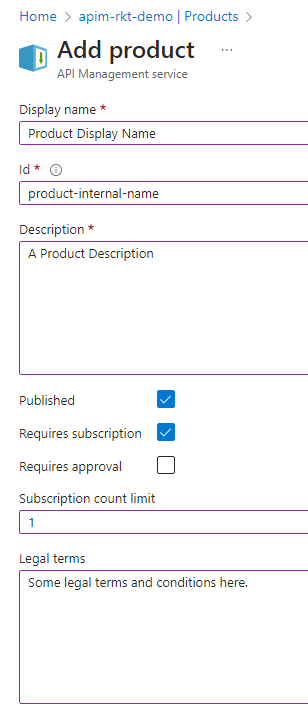 Home > apim-rkt-demo | Products >
Add product ...
API Management service
Display name *
Product Display Name
Id *
product-internal-name
Description *
A Product Description
Published
Requires subscription
Requires approval
Subscription count limit
1
Legal terms
Some legal terms and conditions here.